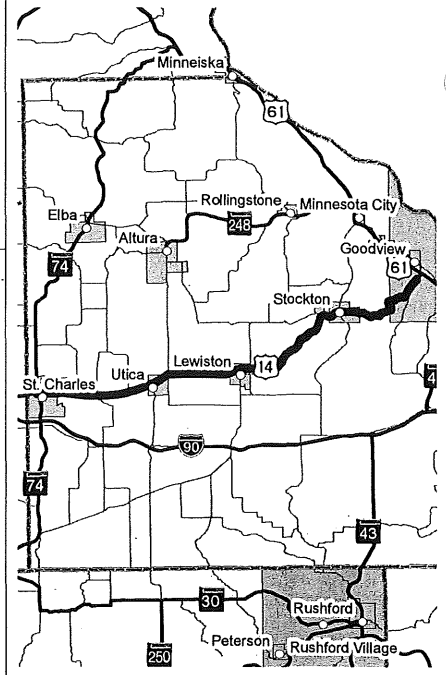 Minneiska
61
Rollingstone
Minnesota City
Elba
248
Altura
Goodview
74
61
Stockton
Lewiston
14
Utica
St. Charles
4
90
74
43
30
Rushford
Peterson
Rushford Village
250